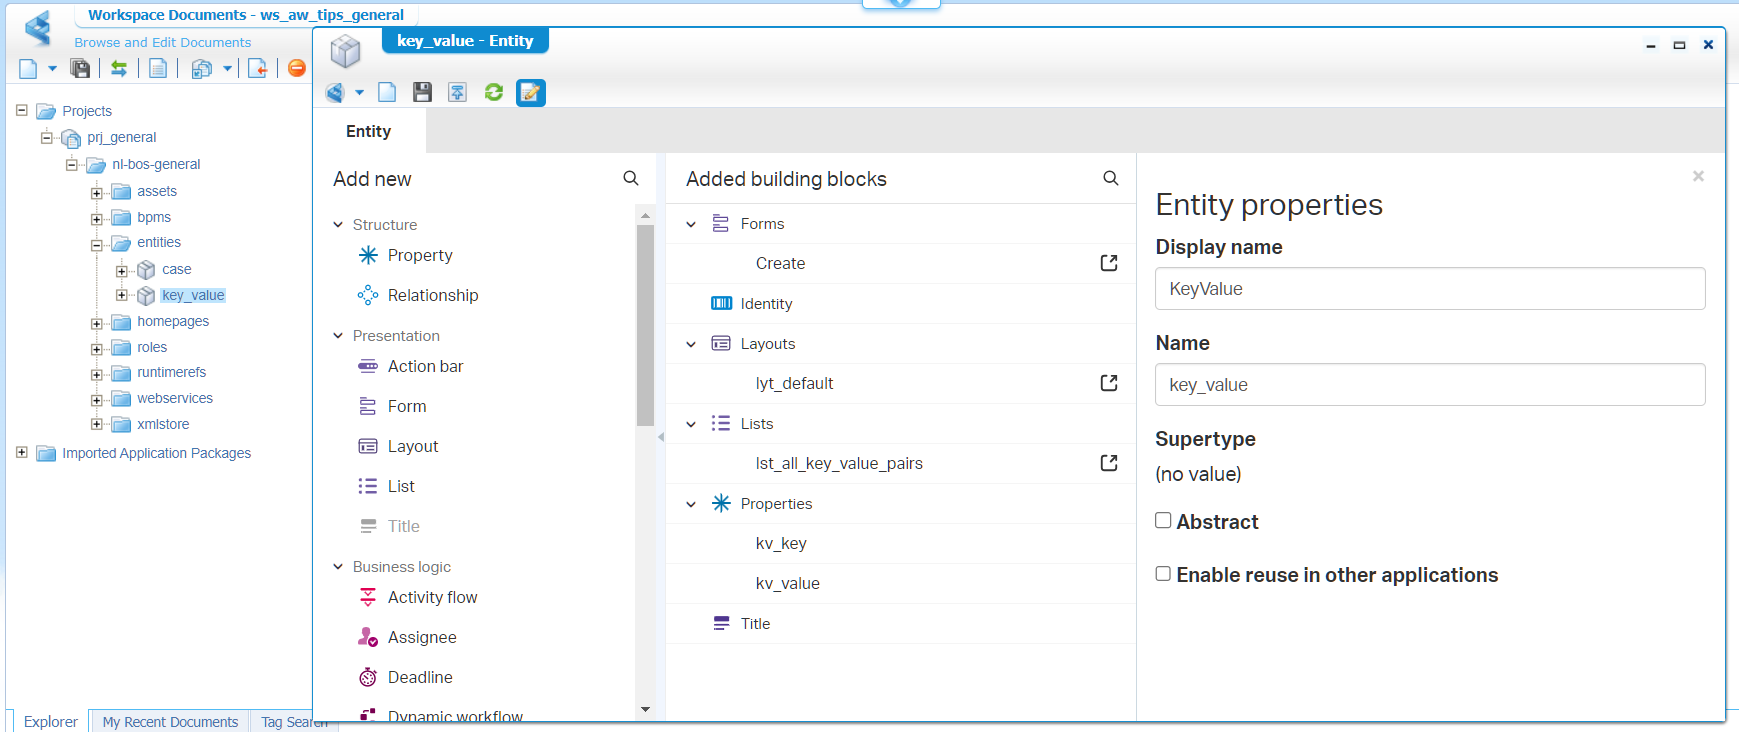 Workspace Documents - ws_aw_tips_general
Browse and Edit Documents
Projects
prj_general
nl-bos-general
assets
bpms
entities
case
key_value
homepages
roles
runtimerefs
webservices
xmlstore
Imported Application Packages
Explorer
My Recent Documents
Tag Search
key_value - Entity
Entity
Add new
Structure
Property
Relationship
Presentation
Action bar
Form
Layout
List
Title
Business logic
Activity flow
Assignee
Deadline
Dynamic workflow
Added building blocks
Forms
Create
Identity
Layouts
lyt_default
Lists
lst_all_key_value_pairs
Properties
kv_key
kv_value
Title
Entity properties
Display name
KeyValue
Name
key_value
Supertype
(no value)
Abstract
Enable reuse in other applications